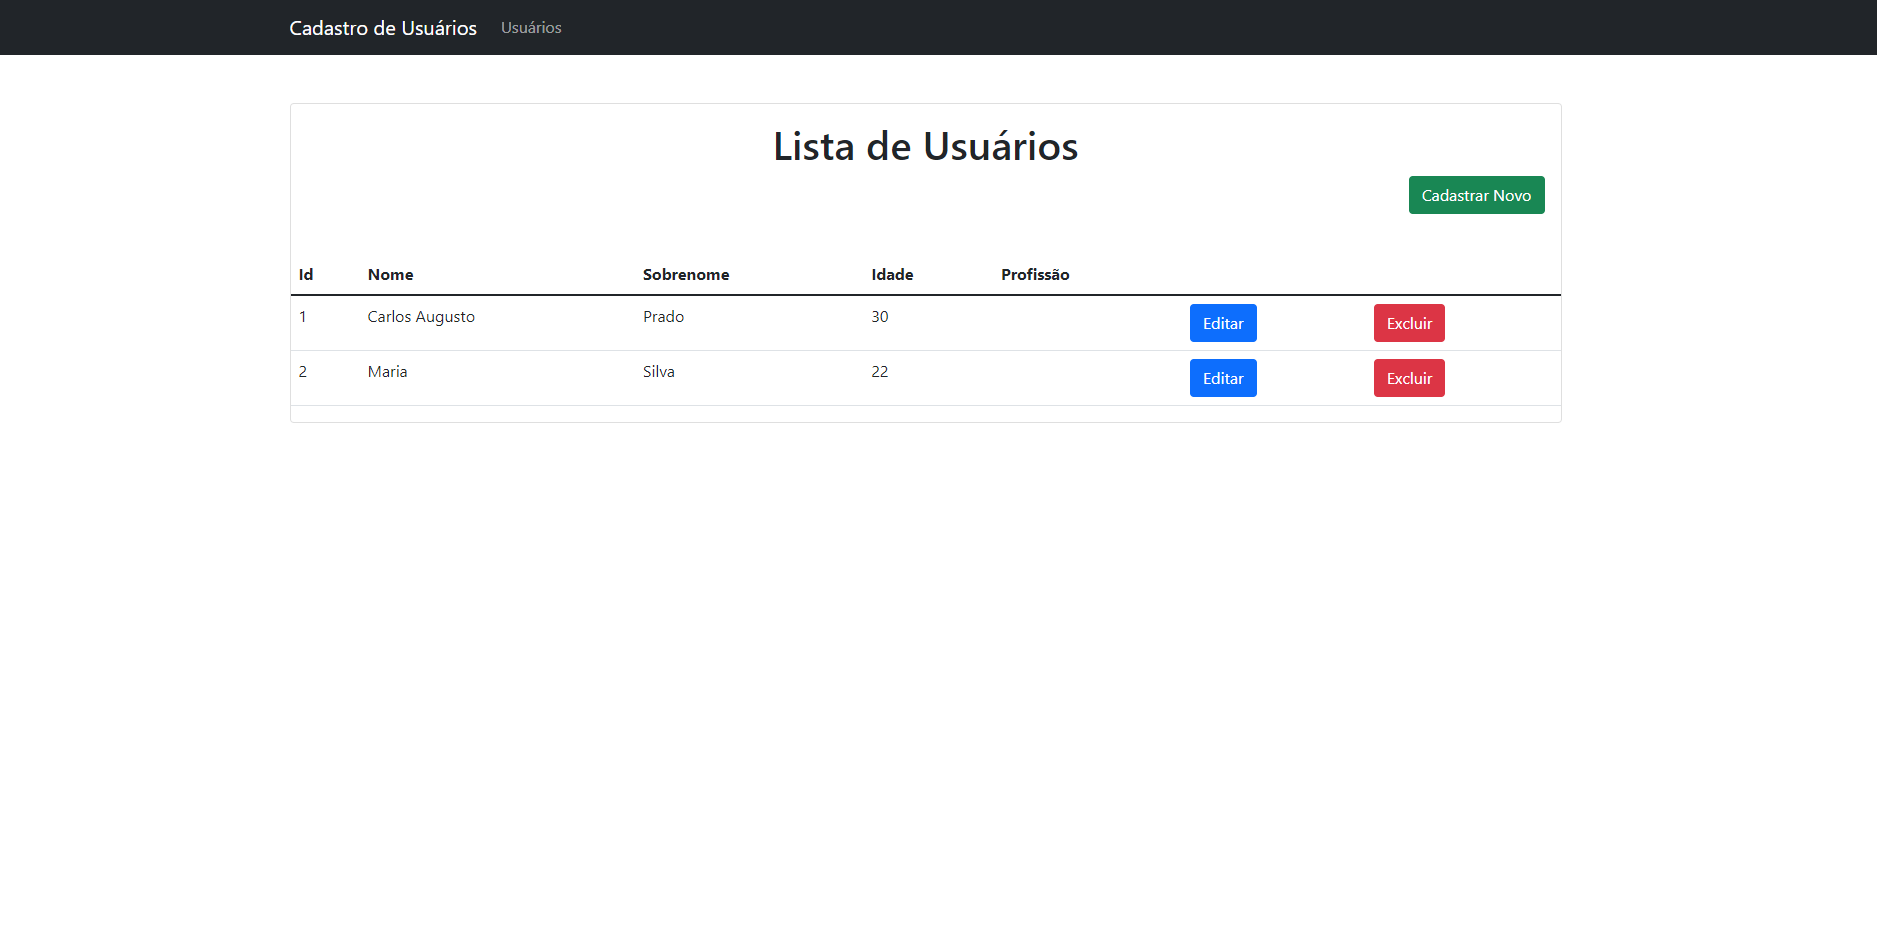 Cadastro de Usuários Usuários
Lista de Usuários
Cadastrar Novo
Id Nome Sobrenome Idade Profissão
1 Carlos Augusto Prado 30 Editar Excluir
2 Maria Silva 22 Editar Excluir